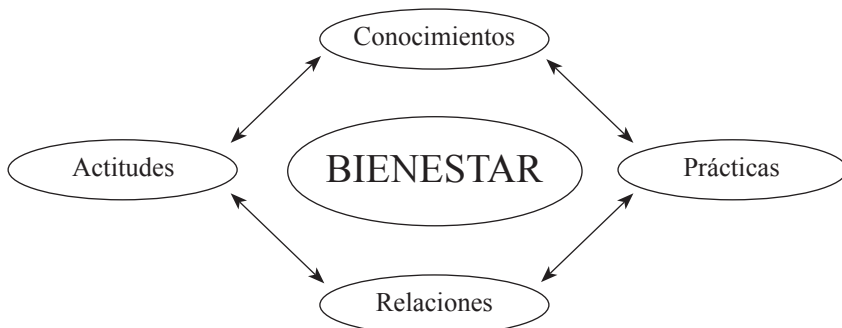 Conocimientos
Actitudes
BIENESTAR
Prácticas
Relaciones